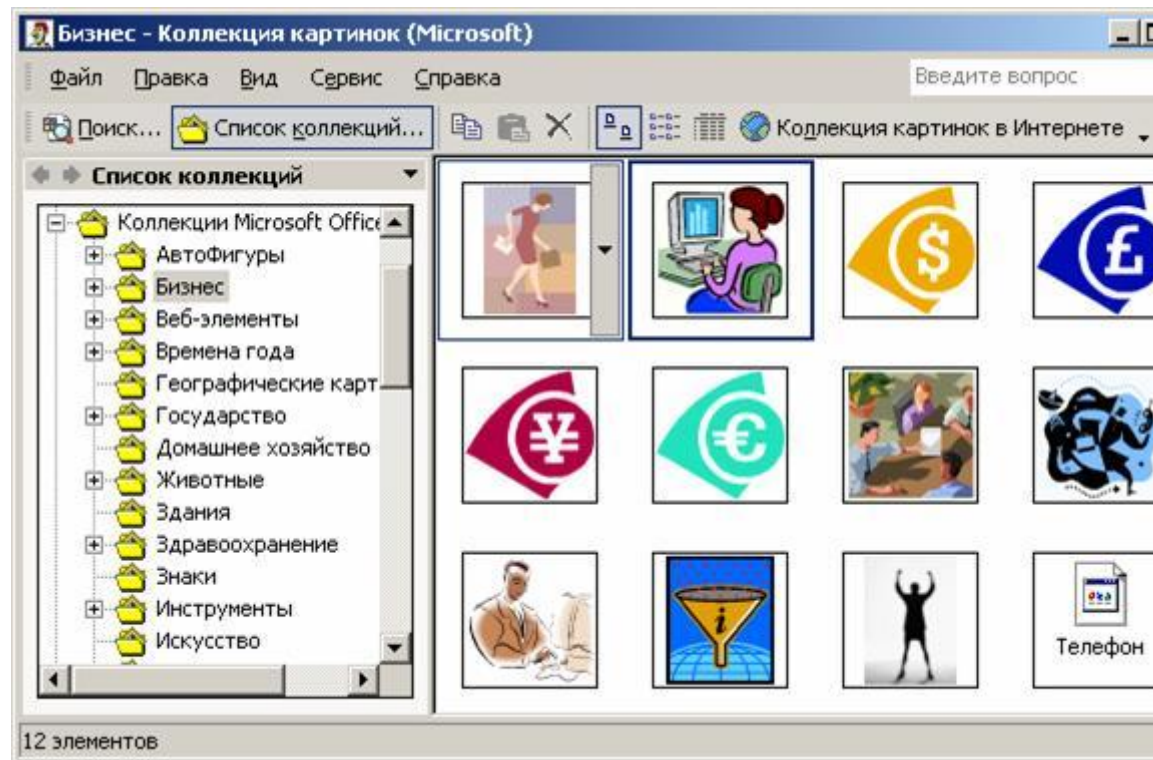 Бизнес - Коллекция картинок (Microsoft)
Файл Правка Вид Сервис Справка Введите вопрос
Поиск... Список коллекций... Коллекция картинок в Интернете
Список коллекций
Коллекции Microsoft Office
АвтоФигуры
Бизнес
Веб-элементы
Времена года
Географические карт
Государство
Домашнее хозяйство
Животные
Здания
Здравоохранение
Знаки
Инструменты
Искусство
$
£
¥
€
i
Телефон
12 элементов